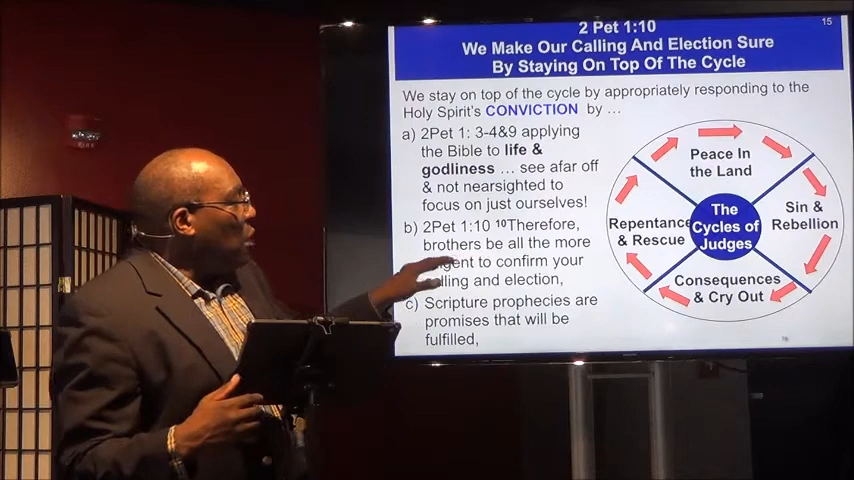 15
2 Pet 1:10
We Make Our Calling And Election Sure
By Staying On Top Of The Cycle
We stay on top of the cycle by appropriately responding to the
Holy Spirit's CONVICTION by …
a) 2Pet 1: 3-4&9 applying
the Bible to life &
godliness … see afar off
& not nearsighted to
focus on just ourselves!
b) 2Pet 1:10 ¹⁰Therefore,
brothers be all the more
to confirm your
calling and election,
c) Scripture prophecies are
promises that will be
fulfilled,
Peace In
the Land
Sin &
Rebellion
Consequences
& Cry Out
Repentance
& Rescue
The
Cycles of
Judges